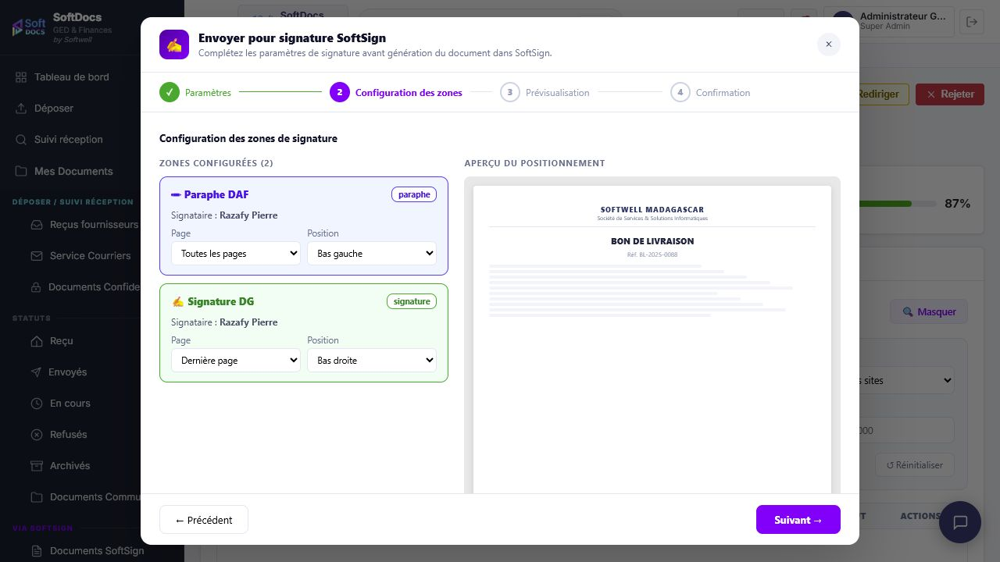 Soft
DOCS
SoftDocs
GED & Finances
by Softwell
Tableau de bord
Déposer
Suivi réception
Mes Documents
DÉPOSER / SUIVI RÉCEPTION
Reçus fournisseurs
Service Courriers
Documents Confide
STATUTS
Reçu
Envoyés
En cours
Refusés
Archivés
Documents Commu
VIA SOFTSIGN
Documents SoftSign
SoftDocs
Administrateur G...
Super Admin
Rediriger
× Rejeter
87%
Masquer
s sites
000
↺ Réinitialiser
ACTIONS
Envoyer pour signature SoftSign
Complétez les paramètres de signature avant génération du document dans SoftSign.
×
✓ Paramètres
2 Configuration des zones
3 Prévisualisation
4 Confirmation
Configuration des zones de signature
ZONES CONFIGURÉES (2)
Paraphe DAF
paraphe
Signataire : Razafy Pierre
Page Position
Toutes les pages Bas gauche
Signature DG
signature
Signataire : Razafy Pierre
Page Position
Dernière page Bas droite
APERÇU DU POSITIONNEMENT
SOFTWELL MADAGASCAR
Société de Services & Solutions Informatiques
BON DE LIVRAISON
Réf. BL-2025-0088
← Précédent
Suivant →